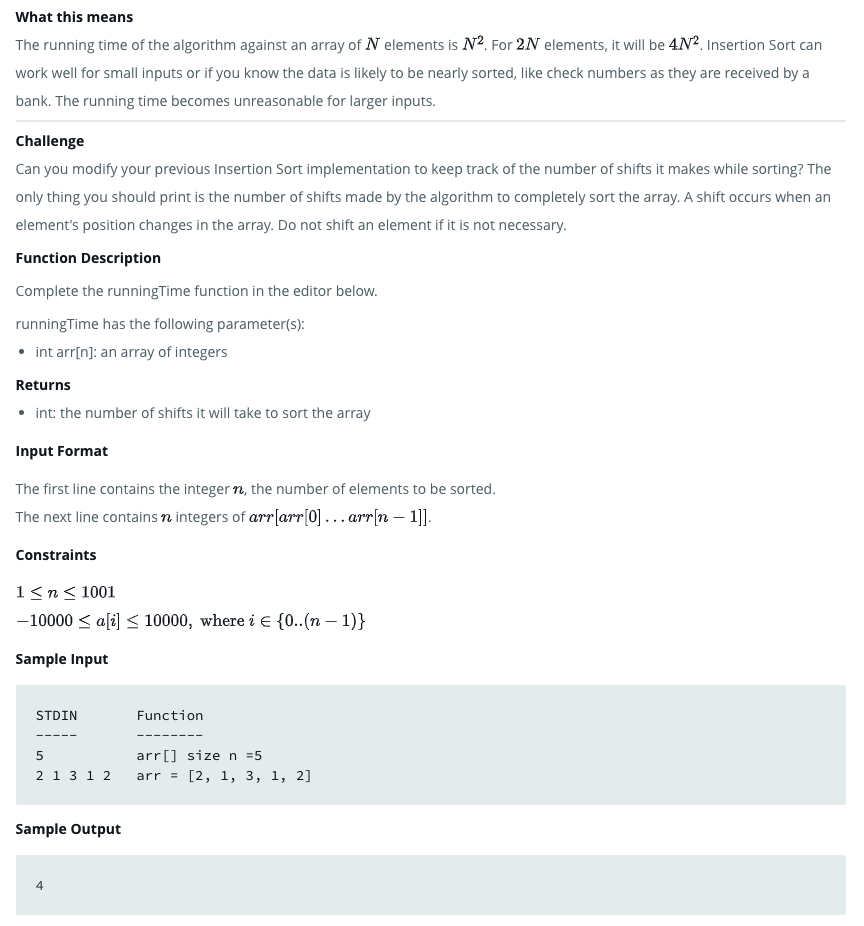 What this means
The running time of the algorithm against an array of N elements is N². For 2N elements, it will be 4N². Insertion Sort can
work well for small inputs or if you know the data is likely to be nearly sorted, like check numbers as they are received by a
bank. The running time becomes unreasonable for larger inputs.
Challenge
Can you modify your previous Insertion Sort implementation to keep track of the number of shifts it makes while sorting? The
only thing you should print is the number of shifts made by the algorithm to completely sort the array. A shift occurs when an
element's position changes in the array. Do not shift an element if it is not necessary.
Function Description
Complete the runningTime function in the editor below.
runningTime has the following parameter(s):
• int arr[n]: an array of integers
Returns
• int: the number of shifts it will take to sort the array
Input Format
The first line contains the integer n, the number of elements to be sorted.
The next line contains n integers of arr[arr[0]...arr[n − 1]].
Constraints
1 ≤ n ≤ 1001
−10000 ≤ a[i] ≤ 10000, where i ∈ {0..(n − 1)}
Sample Input
STDIN Function
----- --------
5 arr[] size n =5
2 1 3 1 2 arr = [2, 1, 3, 1, 2]
Sample Output
4